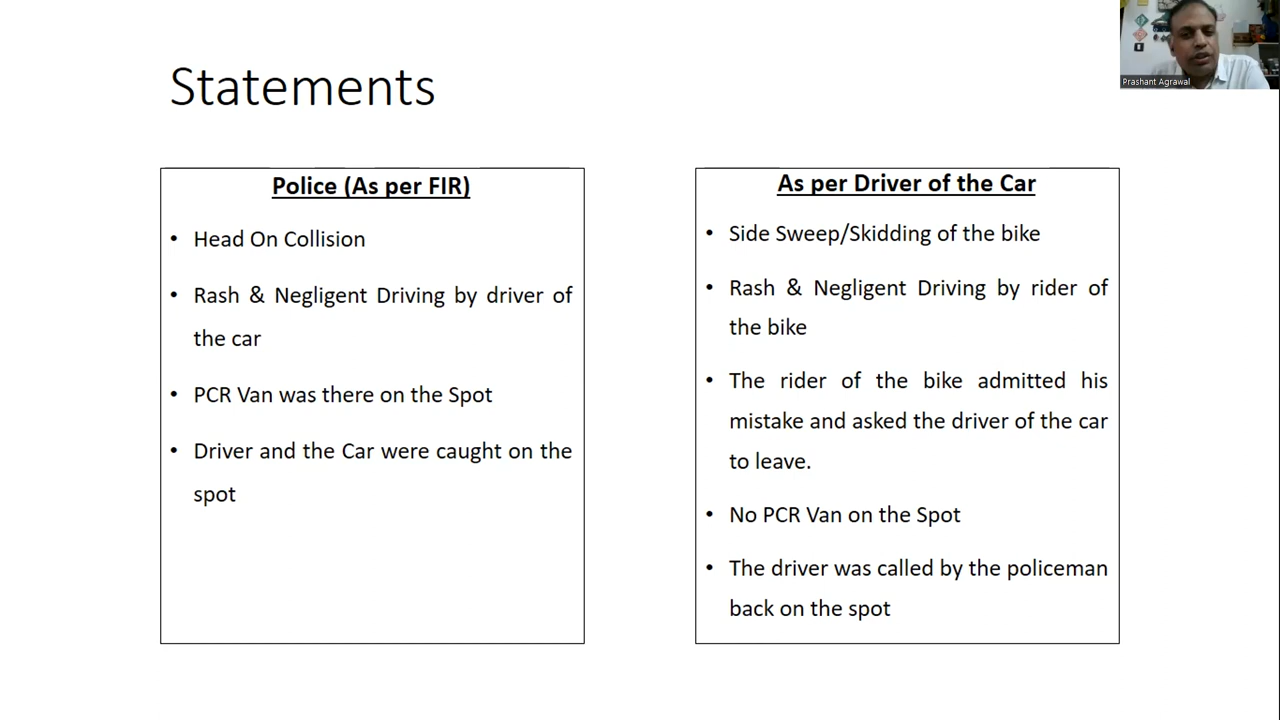 Statements
Prashant Agrawal
Police (As per FIR)
• Head On Collision
• Rash & Negligent Driving by driver of
the car
• PCR Van was there on the Spot
• Driver and the Car were caught on the
spot
As per Driver of the Car
• Side Sweep/Skidding of the bike
• Rash & Negligent Driving by rider of
the bike
• The rider of the bike admitted his
mistake and asked the driver of the car
to leave.
• No PCR Van on the Spot
• The driver was called by the policeman
back on the spot